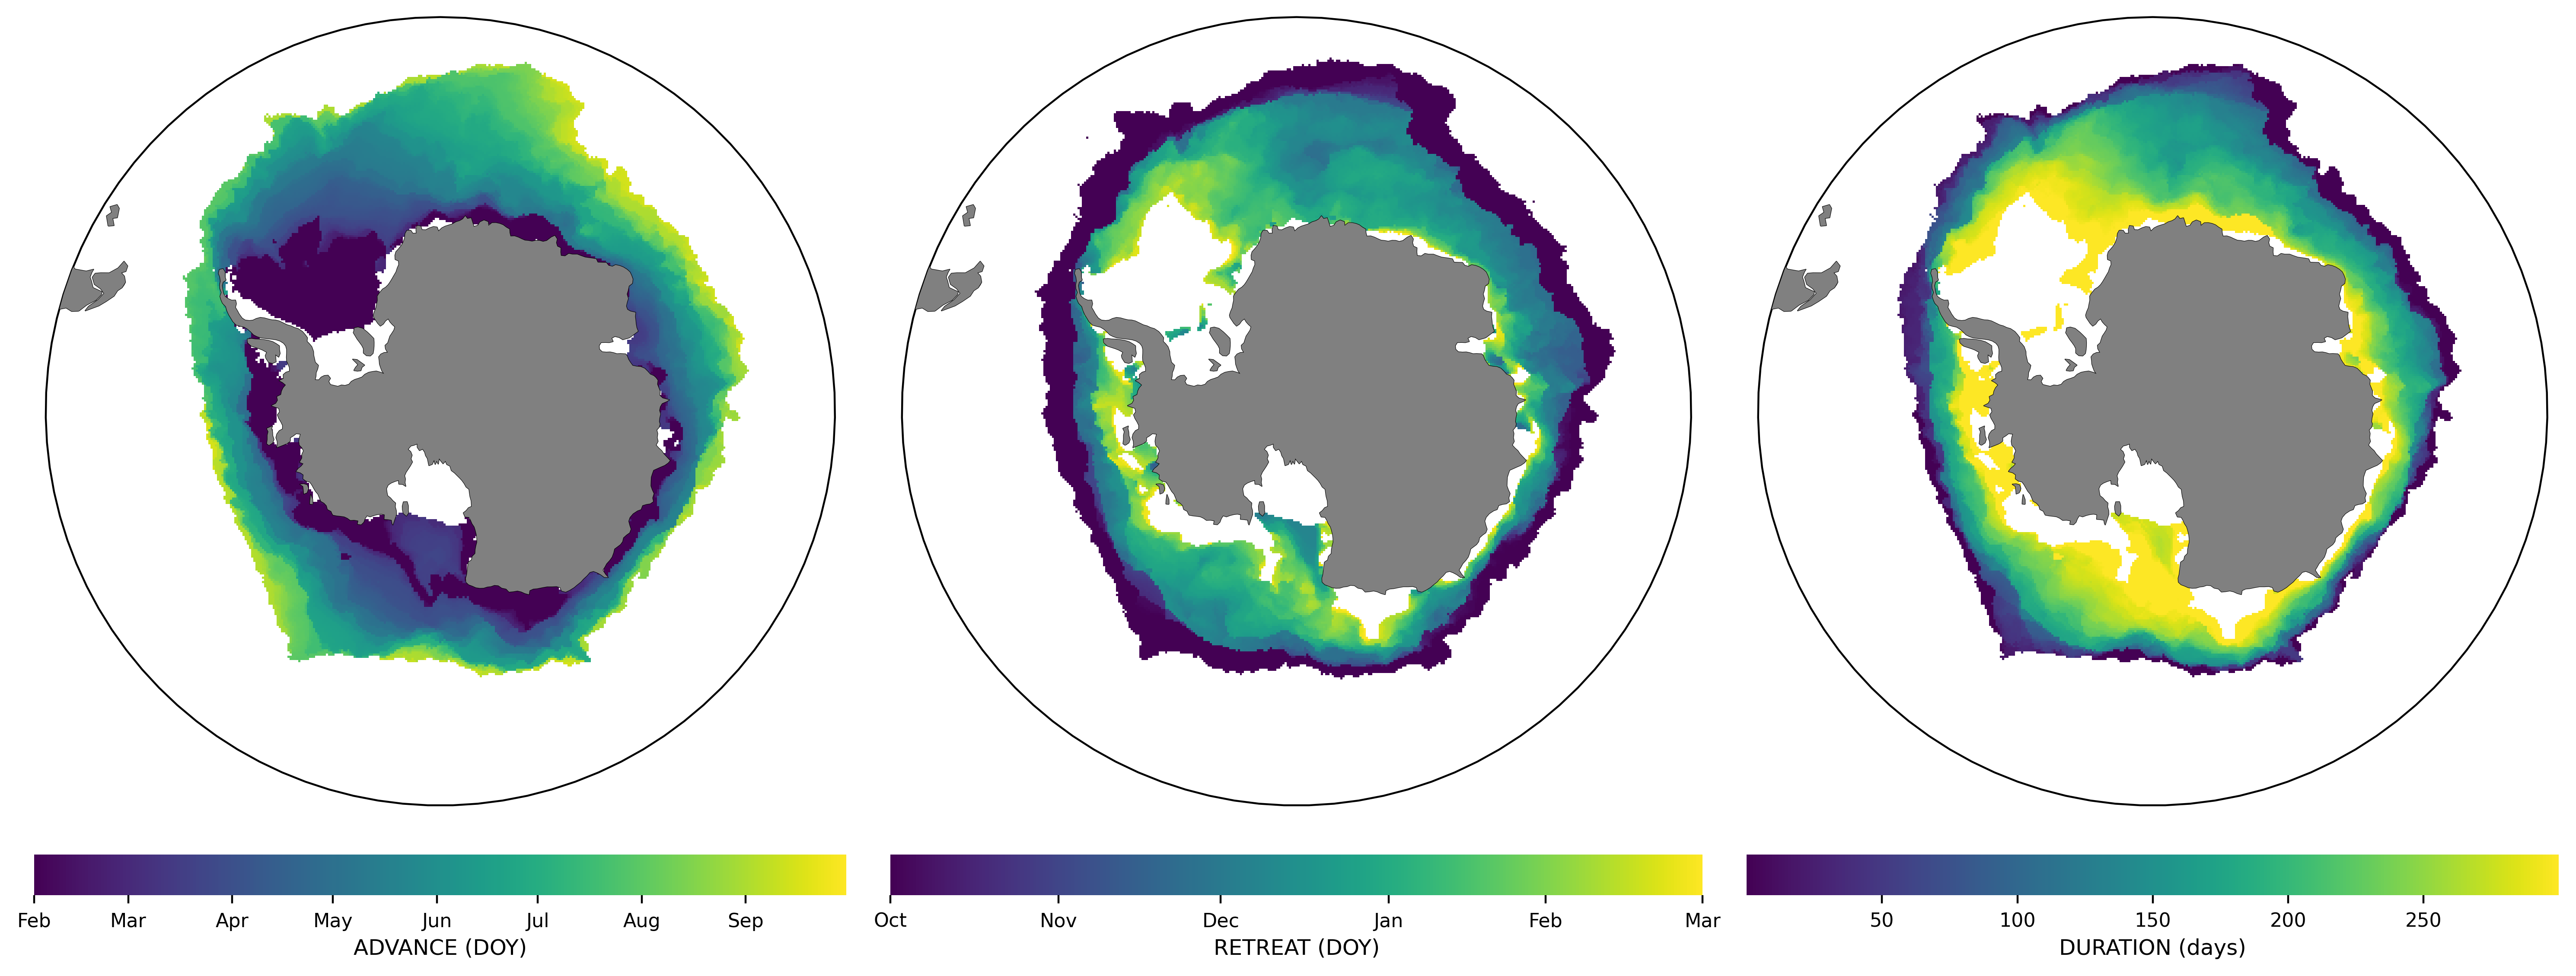 Feb Mar Apr May Jun Jul Aug Sep
ADVANCE (DOY)
Oct Nov Dec Jan Feb Mar
RETREAT (DOY)
50 100 150 200 250
DURATION (days)